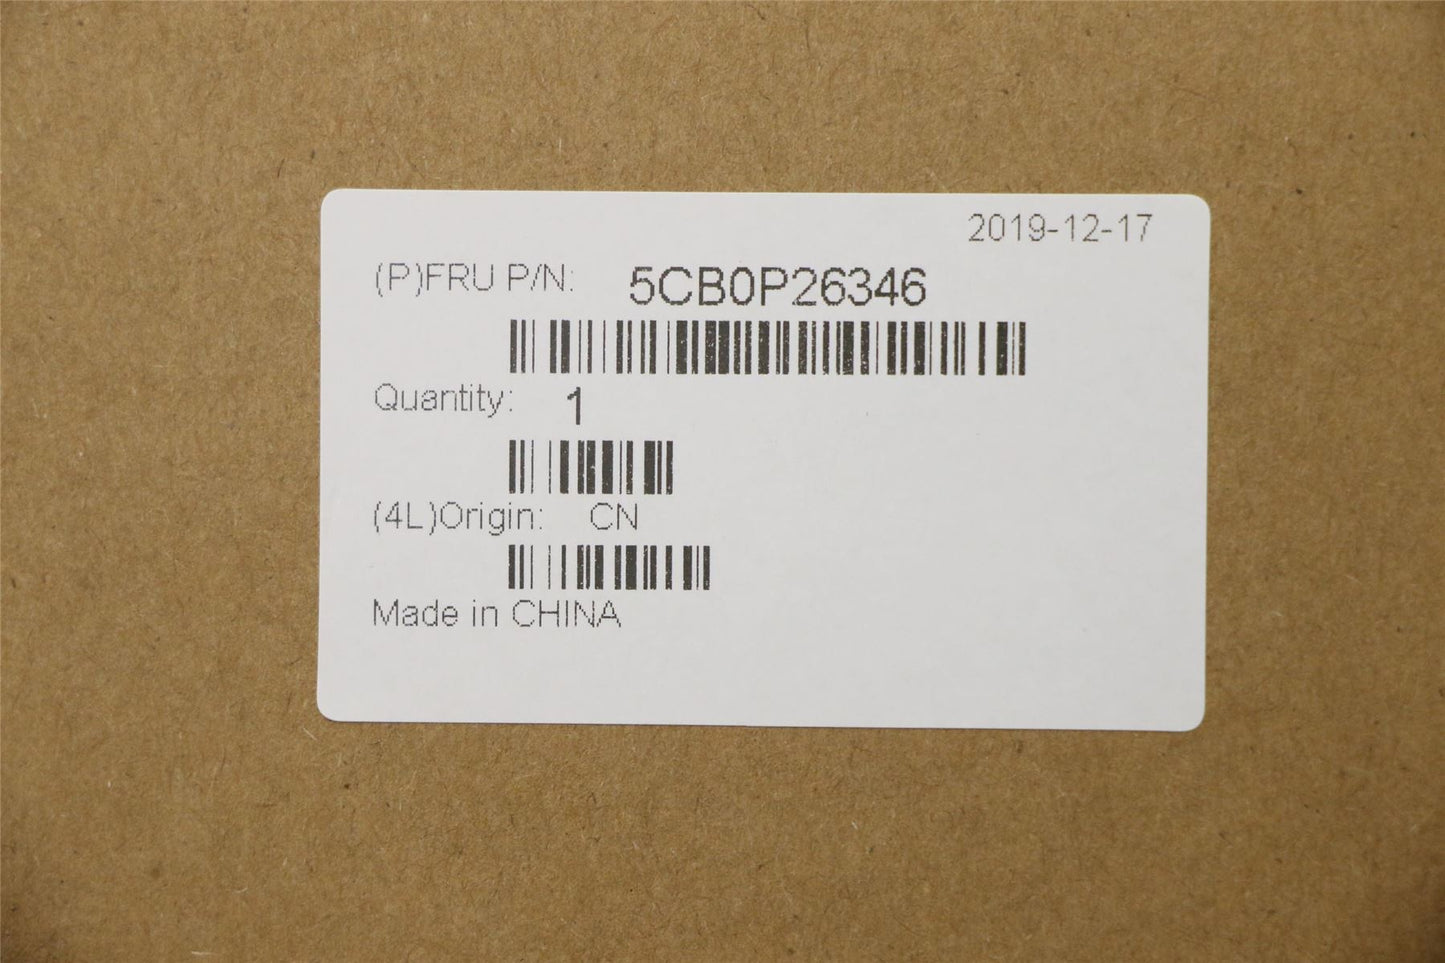 2019-12-17
(P)FRU P/N: 5CB0P26346
Quantity: 1
(4L)Origin: CN
Made in CHINA